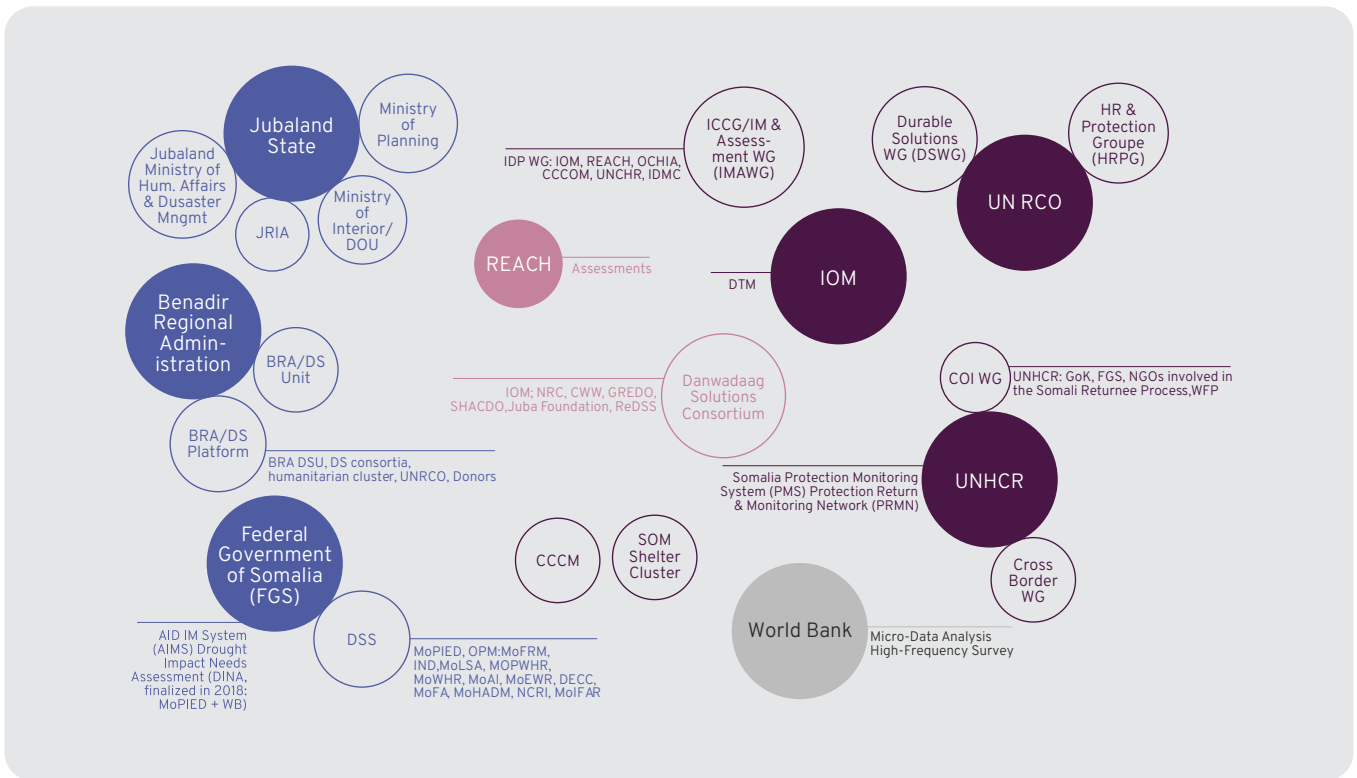 Jubaland
State
Ministry
of
Planning
Jubaland
Ministry of
Hum. Affairs
& Dusaster
Mngmt
JRIA
Ministry
of
Interior/
DOU
ICCG/IM &
Assess-
ment WG
(IMAWG)
IDP WG: IOM, REACH, OCHIA,
CCCOM, UNCHR, IDMC
Durable
Solutions
WG (DSWG)
HR &
Protection
Groupe
(HRPG)
UN RCO
REACH
Assessments
IOM
DTM
Benadir
Regional
Admin-
istration
BRA/DS
Unit
BRA/DS
Platform
BRA DSU, DS consortia,
humanitarian cluster, UNRCO, Donors
Danwadaag
Solutions
Consortium
IOM; NRC, CWW, GREDO,
SHACDO,Juba Foundation, ReDSS
COI WG
UNHCR: GoK, FGS, NGOs involved in
the Somali Returnee Process,WFP
UNHCR
Somalia Protection Monitoring
System (PMS) Protection Return
& Monitoring Network (PRMN)
Cross
Border
WG
Federal
Government
of Somalia
(FGS)
AID IM System
(AIMS) Drought
Impact Needs
Assessment (DINA,
finalized in 2018:
MoPIED + WB)
DSS
MoPIED, OPM:MoFRM,
IND,MoLSA, MOPWHR,
MoWHR, MoAI, MoEWR, DECC,
MoFA, MoHADM, NCRI, MoIFAR
CCCM
SOM
Shelter
Cluster
World Bank
Micro-Data Analysis
High-Frequency Survey